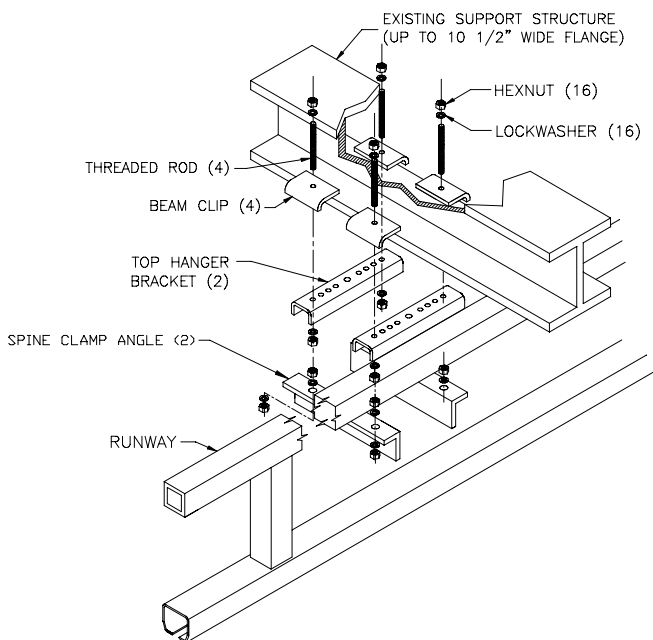 EXISTING SUPPORT STRUCTURE
(UP TO 10 1/2" WIDE FLANGE)
HEXNUT (16)
LOCKWASHER (16)
THREADED ROD (4)
BEAM CLIP (4)
TOP HANGER
BRACKET (2)
SPINE CLAMP ANGLE (2)
RUNWAY